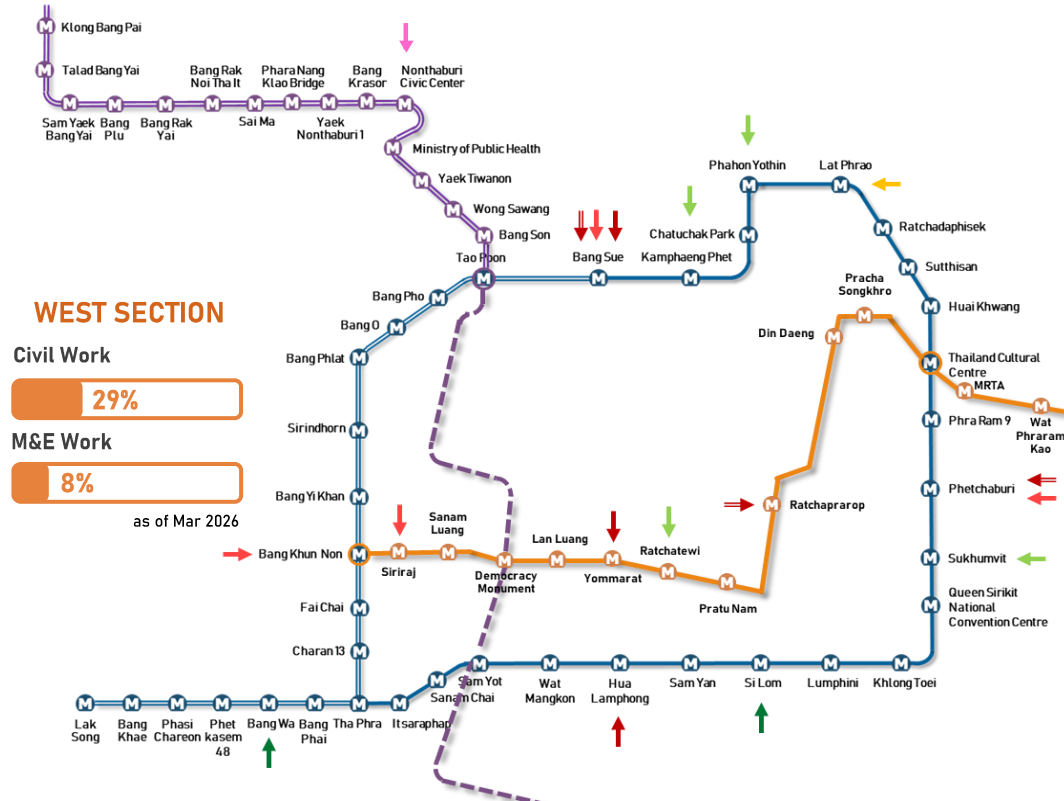 Klong Bang Pai
Talad Bang Yai
Sam Yaek
Bang Yai
Bang
Plu
Bang Rak
Yai
Bang Rak
Noi Tha It
Sai Ma
Phara Nang
Klao Bridge
Yaek
Nonthaburi 1
Bang
Krasor
Nonthaburi
Civic Center
Ministry of Public Health
Yaek Tiwanon
Wong Sawang
Bang Son
Tao Poon
Bang Sue
Kamphaeng Phet
Chatuchak Park
Phahon Yothin
Lat Phrao
Ratchadaphisek
Sutthisan
Huai Khwang
Thailand Cultural
Centre
MRTA
Wat
Phraram
Kao
Pracha
Songkhro
Din Daeng
Phra Ram 9
Phetchaburi
Sukhumvit
Queen Sirikit
National
Convention Centre
Ratchaprarop
Bang Pho
Bang O
Bang Phlat
Sirindhorn
Bang Yi Khan
Bang Khun Non
Fai Chai
Charan 13
WEST SECTION
Civil Work
29%
M&E Work
8%
as of Mar 2026
Siriraj
Sanam
Luang
Democracy
Monument
Lan Luang
Yommarat
Ratchatewi
Pratu Nam
Lak
Song
Bang
Khae
Phasi
Chareon
Phet
kasem
48
Bang Wa
Bang
Phai
Tha Phra
Itsaraphap
Sanam Chai
Sam Yot
Wat
Mangkon
Hua
Lamphong
Sam Yan
Si Lom
Lumphini
Khlong Toei